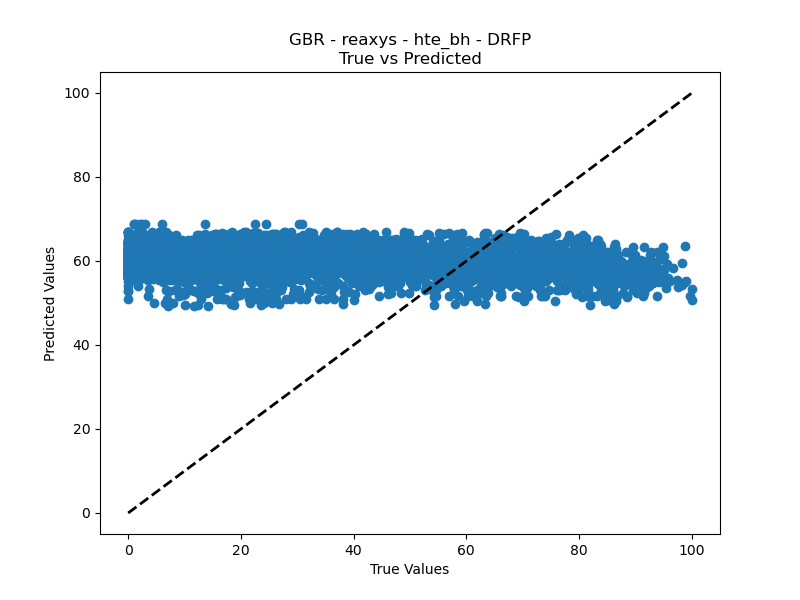 GBR - reaxys - hte_bh - DRFP
True vs Predicted
Predicted Values
100
80
60
40
20
0
0 20 40 60 80 100
True Values